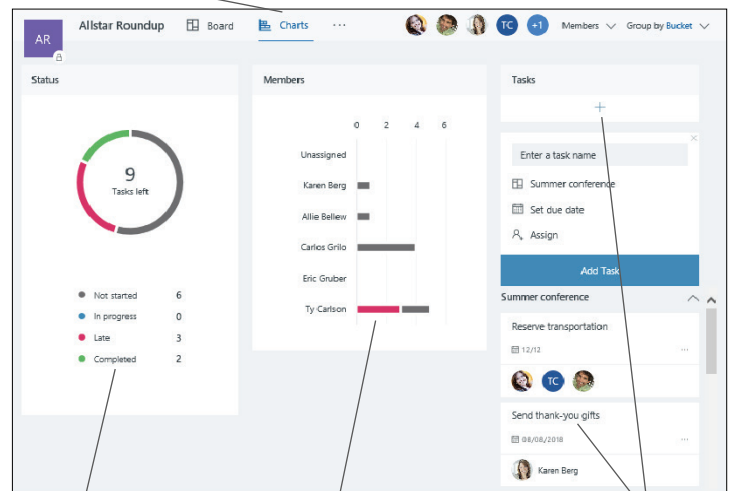 AR
Allstar Roundup
Board
Charts
...
TC
+1
Members
Group by Bucket
Status
9
Tasks left
Not started 6
In progress 0
Late 3
Completed 2
Members
0 2 4 6
Unassigned
Karen Berg
Allie Bellew
Carlos Grilo
Eric Gruber
Ty Carlson
Tasks
+
Enter a task name
Summer conference
Set due date
Assign
Add Task
Summer conference
Reserve transportation
12/12
...
TC
Send thank-you gifts
08/08/2018
...
Karen Berg